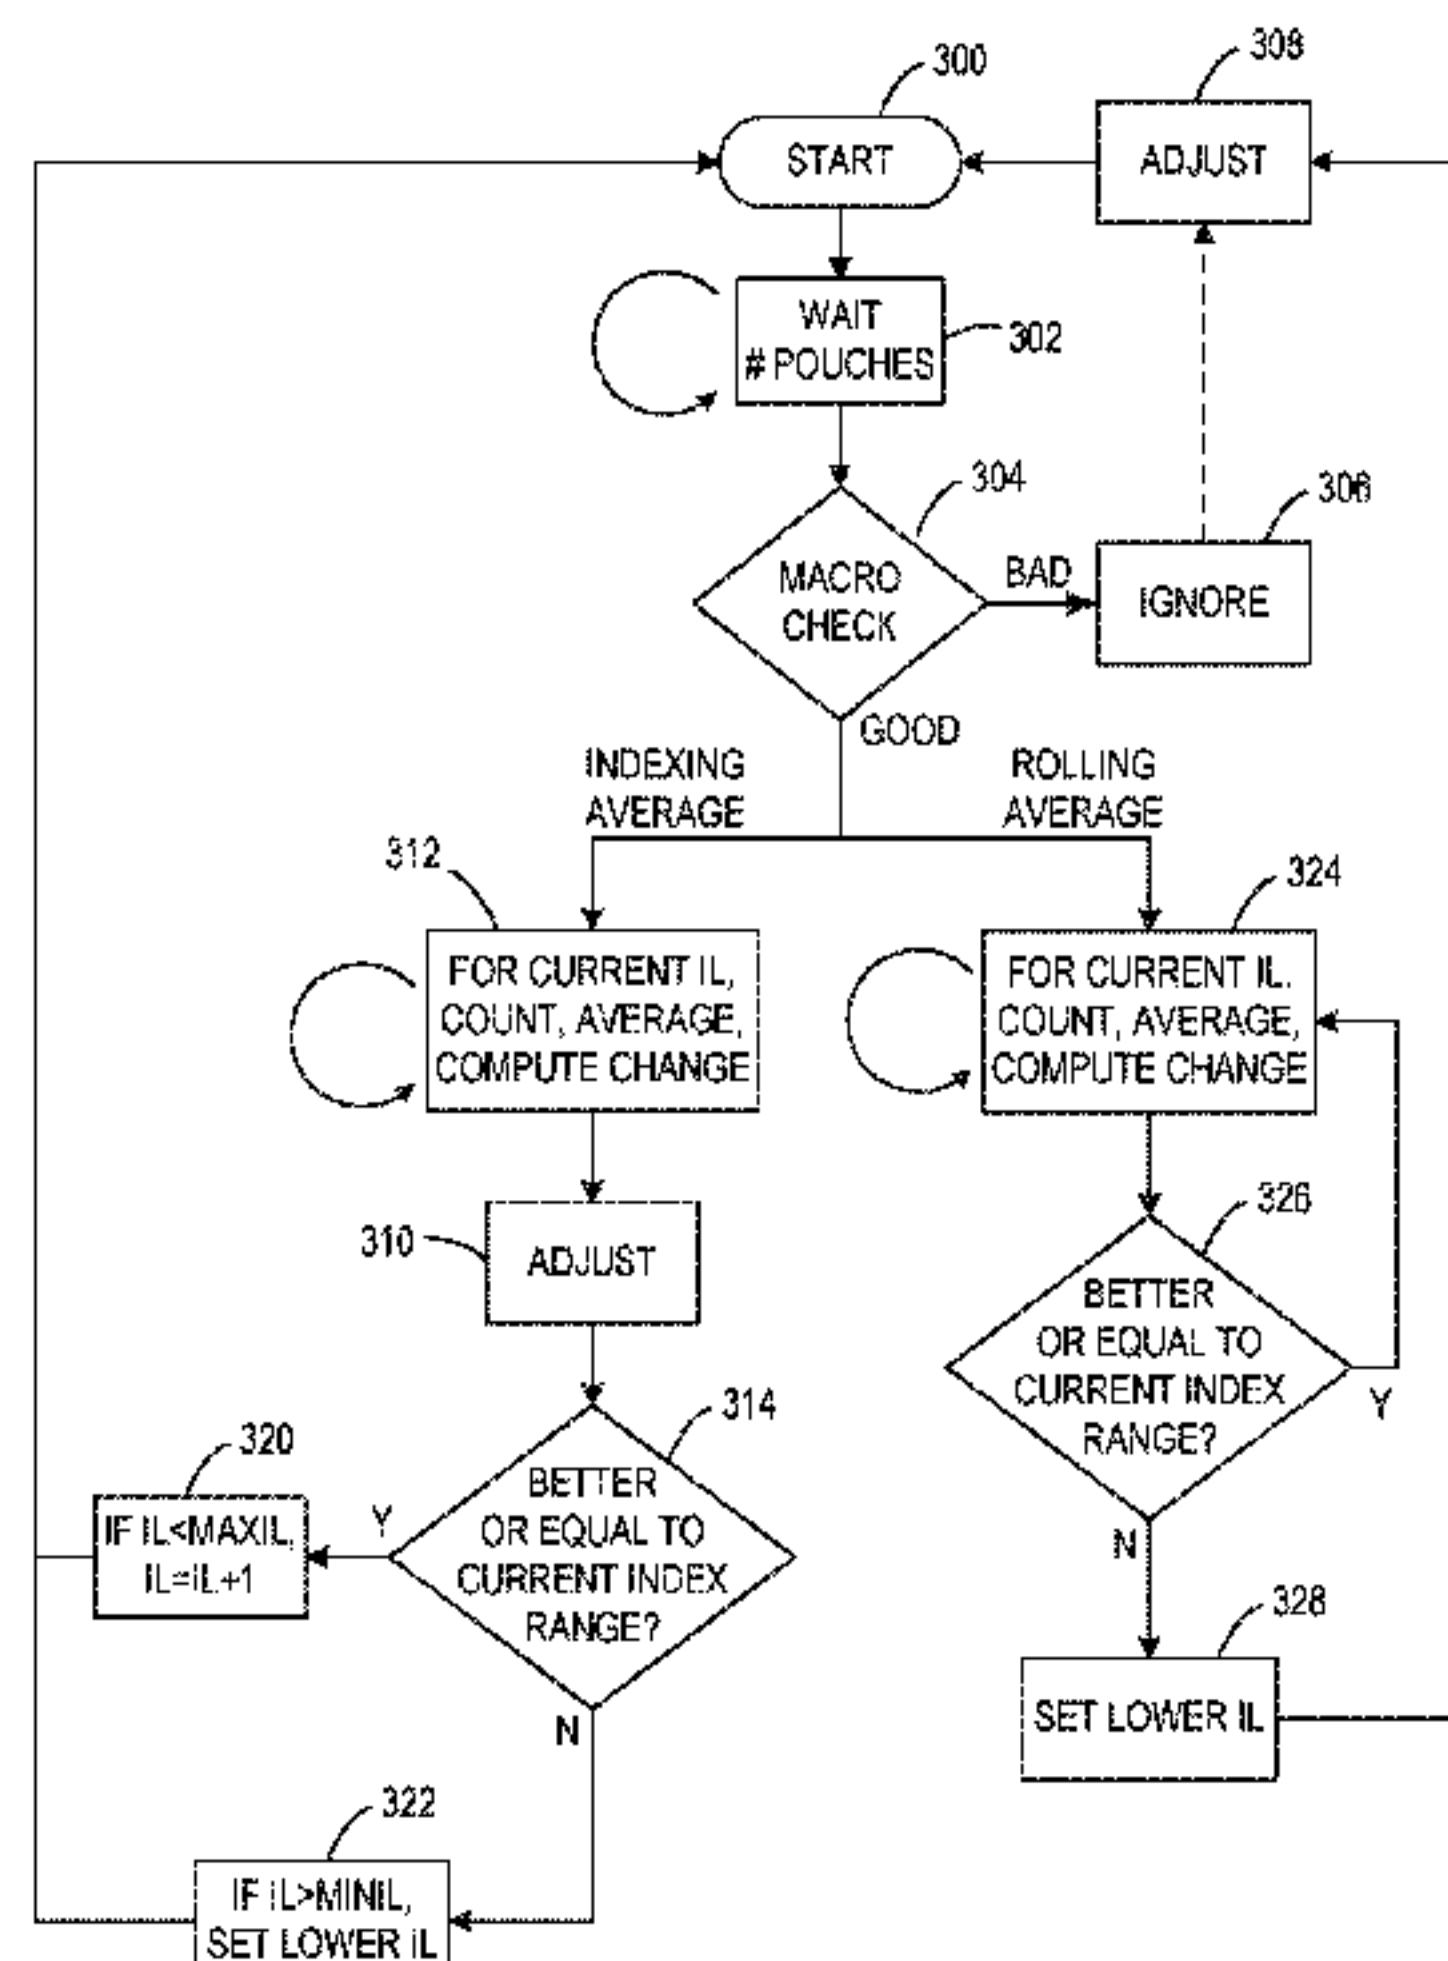 300
308
START
ADJUST
WAIT
# POUCHES
302
304
306
MACRO
CHECK
BAD
IGNORE
GOOD
INDEXING
AVERAGE
ROLLING
AVERAGE
312
324
FOR CURRENT IL,
COUNT, AVERAGE,
COMPUTE CHANGE
FOR CURRENT IL.
COUNT, AVERAGE,
COMPUTE CHANGE
310
ADJUST
326
BETTER
OR EQUAL TO
CURRENT INDEX
RANGE?
Y
N
314
320
IF IL<MAXIL,
IL=IL+1
Y
BETTER
OR EQUAL TO
CURRENT INDEX
RANGE?
N
328
SET LOWER IL
322
IF IL>MINIL,
SET LOWER IL